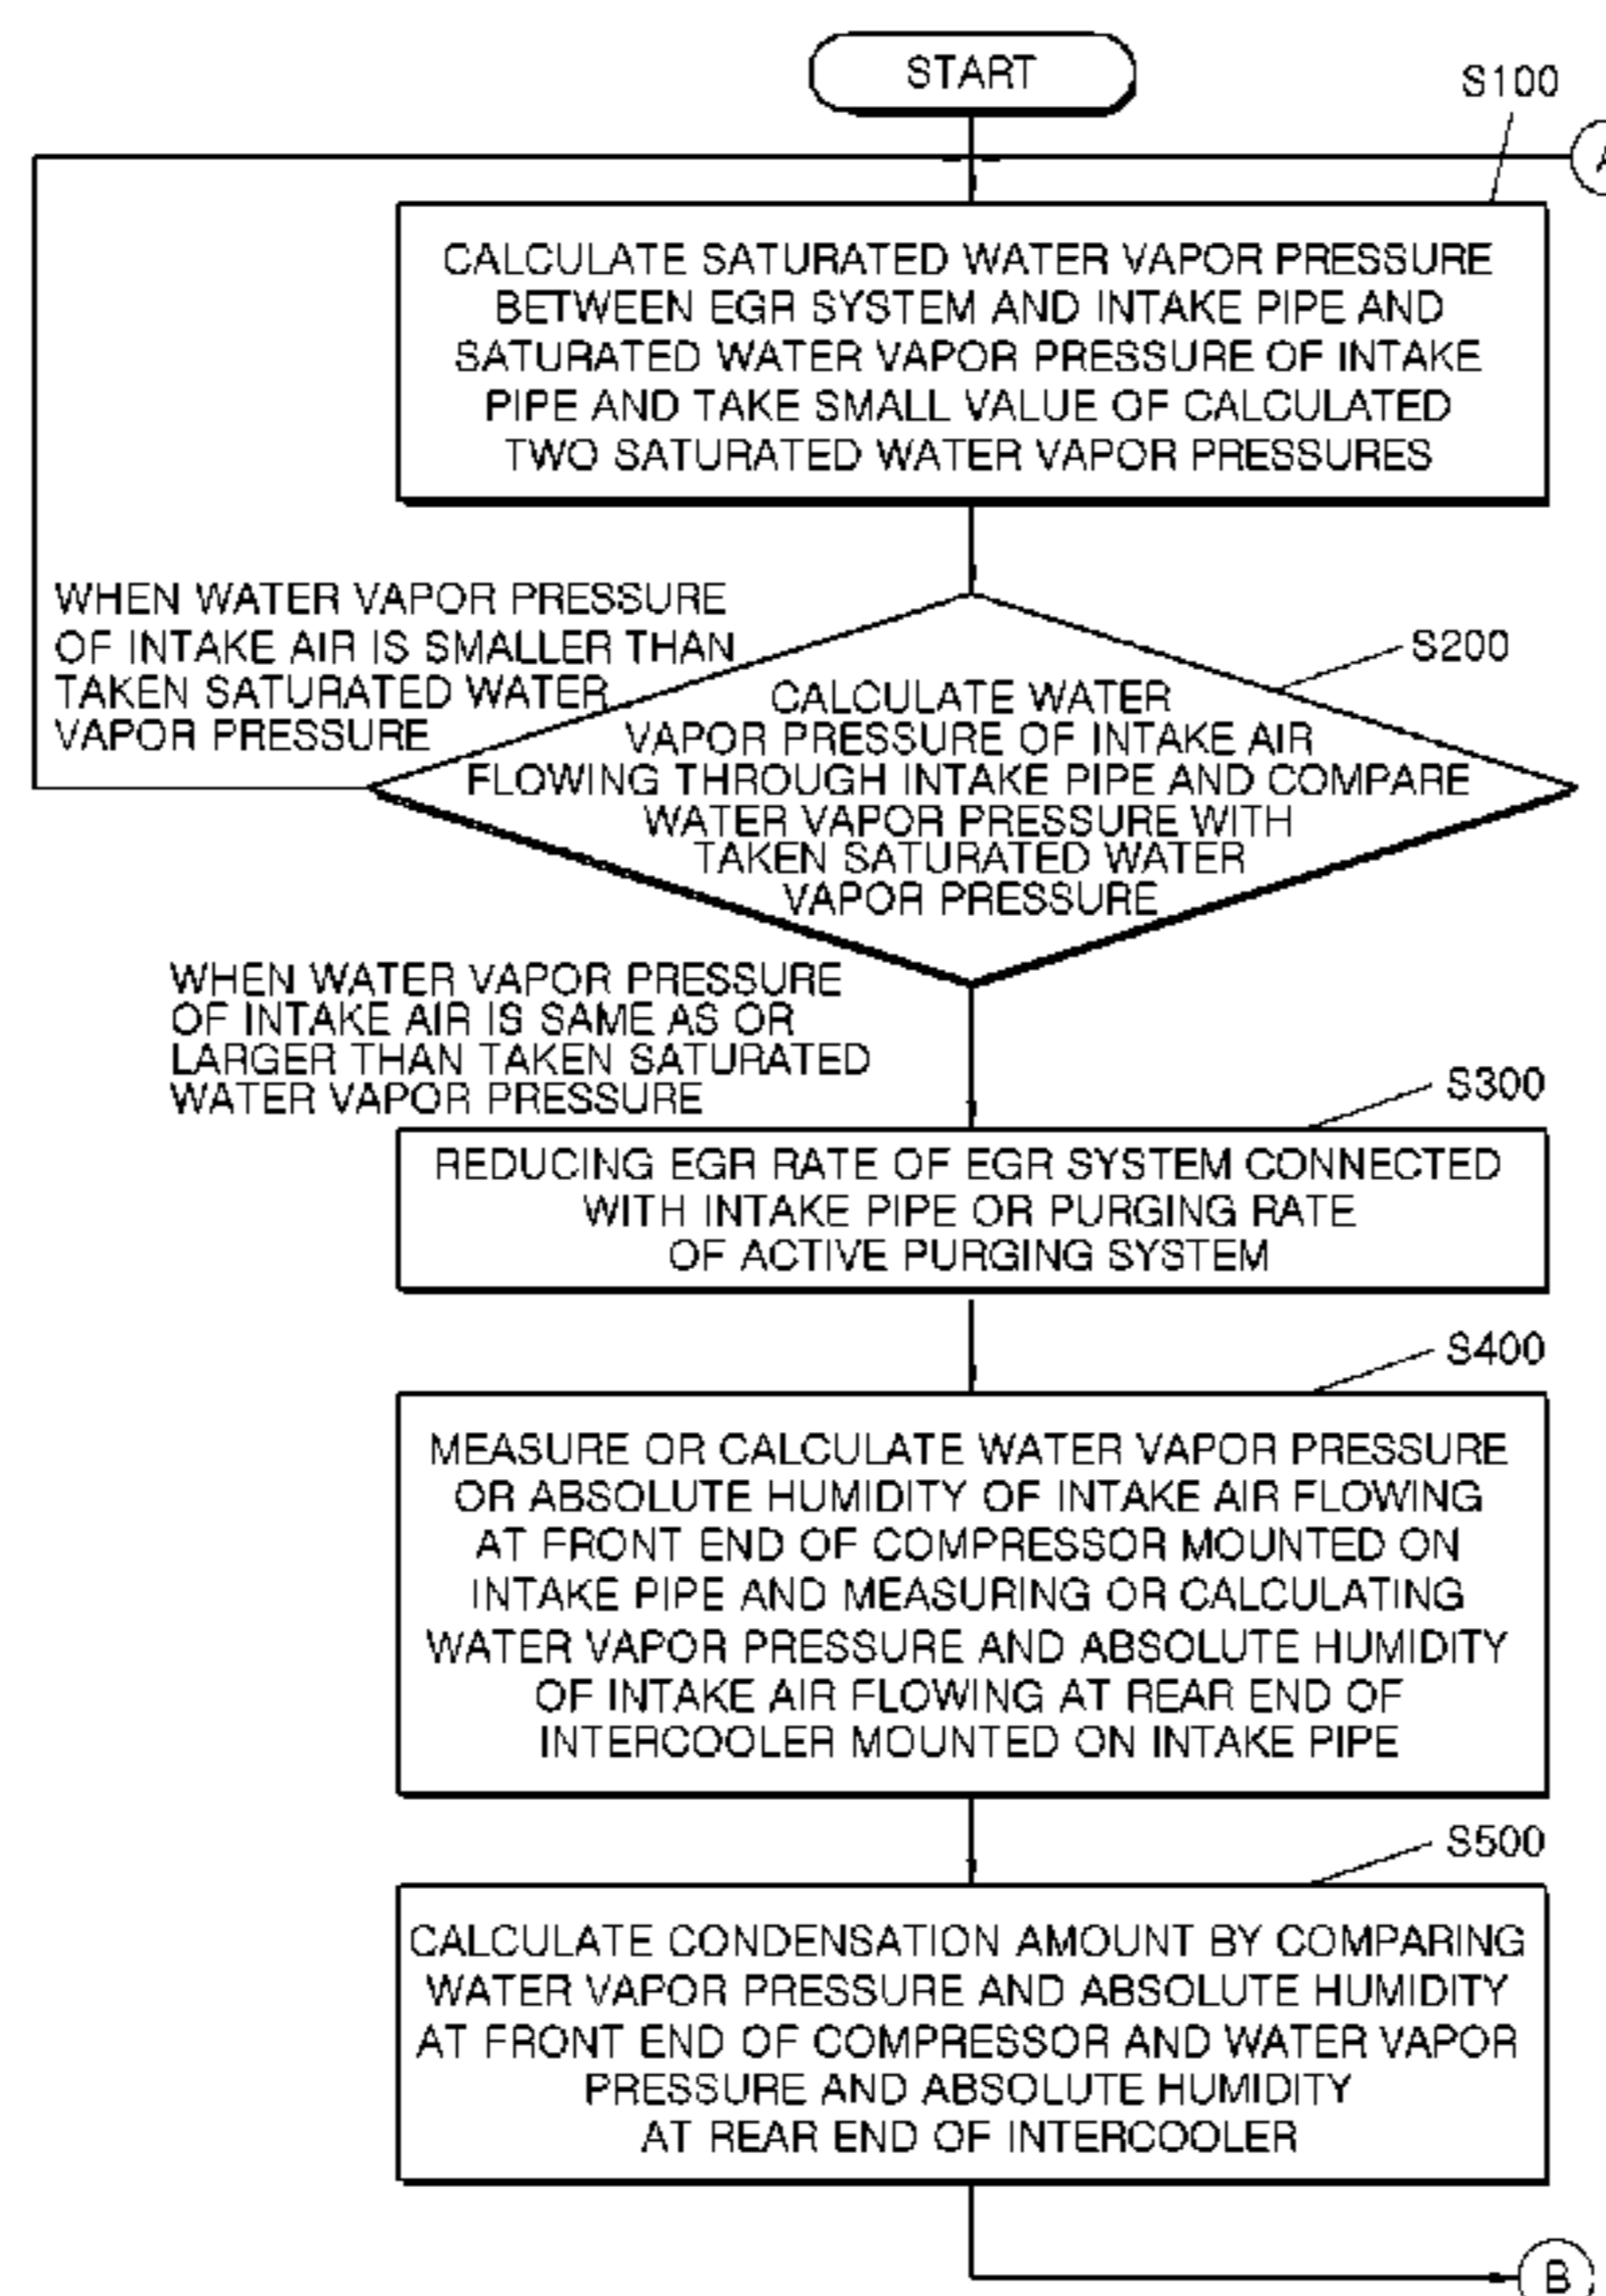 START
S100
A
CALCULATE SATURATED WATER VAPOR PRESSURE
BETWEEN EGR SYSTEM AND INTAKE PIPE AND
SATURATED WATER VAPOR PRESSURE OF INTAKE
PIPE AND TAKE SMALL VALUE OF CALCULATED
TWO SATURATED WATER VAPOR PRESSURES
WHEN WATER VAPOR PRESSURE
OF INTAKE AIR IS SMALLER THAN
TAKEN SATURATED WATER
VAPOR PRESSURE
S200
CALCULATE WATER
VAPOR PRESSURE OF INTAKE AIR
FLOWING THROUGH INTAKE PIPE AND COMPARE
WATER VAPOR PRESSURE WITH
TAKEN SATURATED WATER
VAPOR PRESSURE
WHEN WATER VAPOR PRESSURE
OF INTAKE AIR IS SAME AS OR
LARGER THAN TAKEN SATURATED
WATER VAPOR PRESSURE
S300
REDUCING EGR RATE OF EGR SYSTEM CONNECTED
WITH INTAKE PIPE OR PURGING RATE
OF ACTIVE PURGING SYSTEM
S400
MEASURE OR CALCULATE WATER VAPOR PRESSURE
OR ABSOLUTE HUMIDITY OF INTAKE AIR FLOWING
AT FRONT END OF COMPRESSOR MOUNTED ON
INTAKE PIPE AND MEASURING OR CALCULATING
WATER VAPOR PRESSURE AND ABSOLUTE HUMIDITY
OF INTAKE AIR FLOWING AT REAR END OF
INTERCOOLER MOUNTED ON INTAKE PIPE
S500
CALCULATE CONDENSATION AMOUNT BY COMPARING
WATER VAPOR PRESSURE AND ABSOLUTE HUMIDITY
AT FRONT END OF COMPRESSOR AND WATER VAPOR
PRESSURE AND ABSOLUTE HUMIDITY
AT REAR END OF INTERCOOLER
B